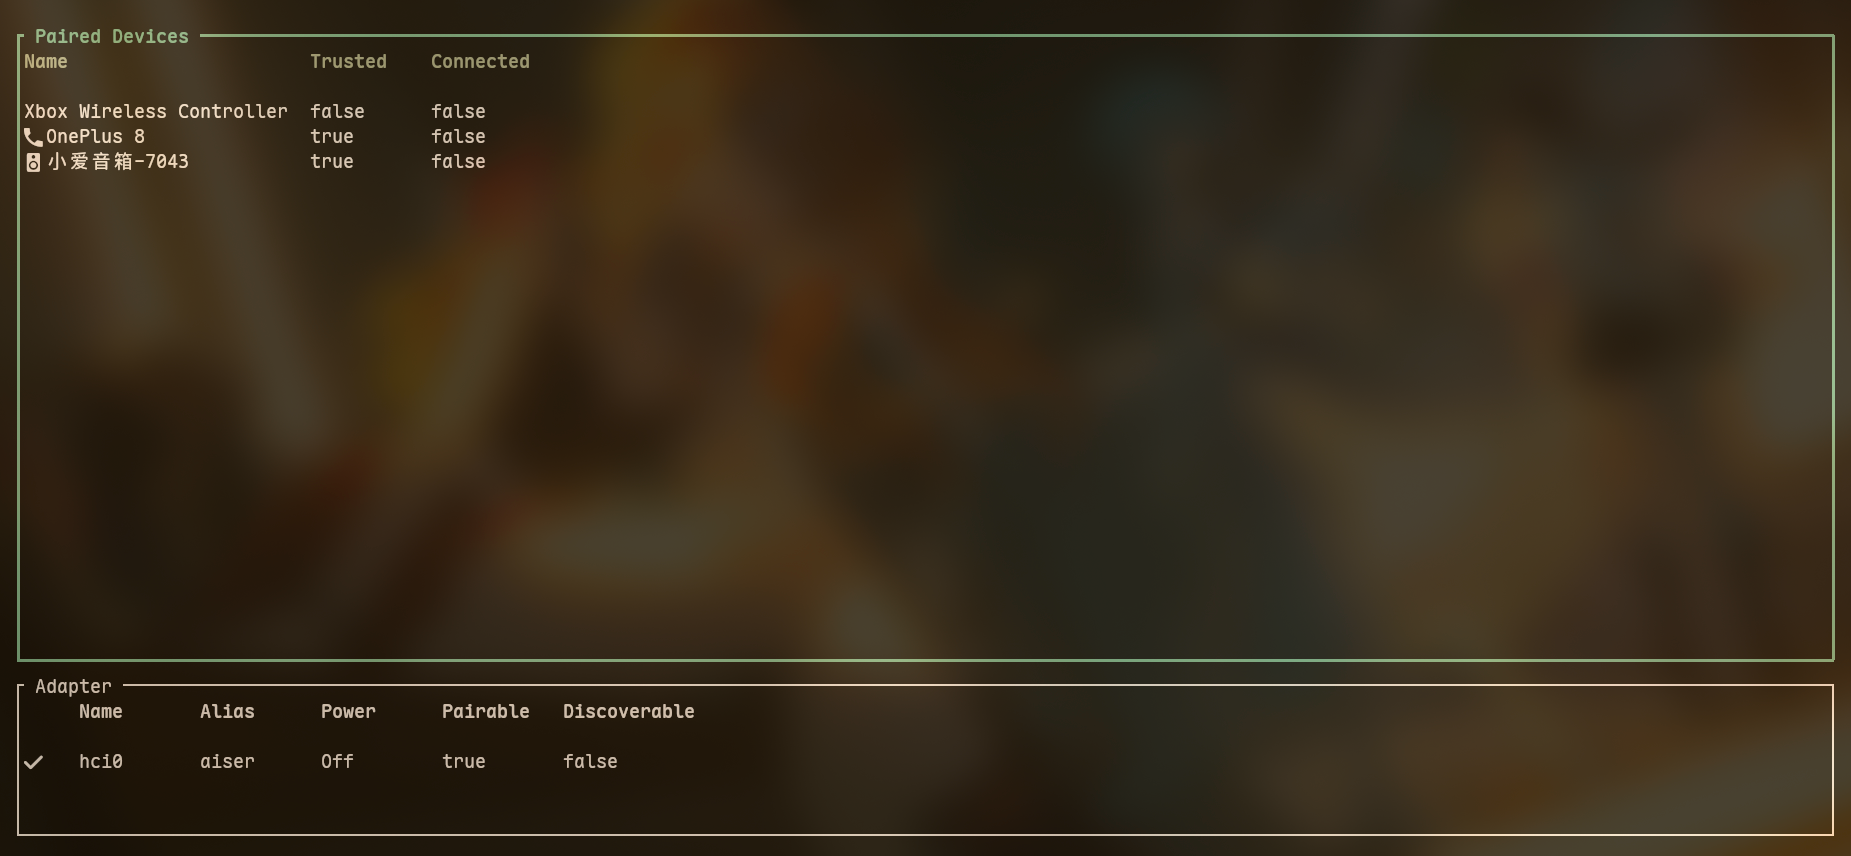 Paired Devices
Name Trusted Connected
Xbox Wireless Controller false false
OnePlus 8 true false
小爱音箱-7043 true false
Adapter
Name Alias Power Pairable Discoverable
hci0 aiser Off true false